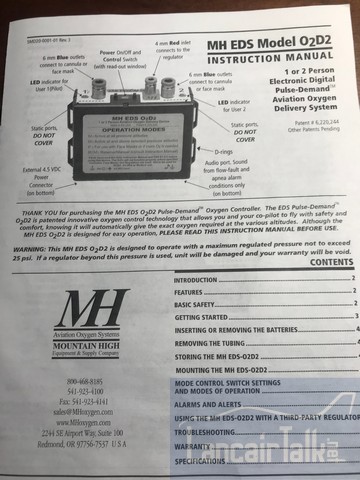 6MEDS-0001-01 Rev 3
6 mm Blue outlets
connect to cannula or
face mask
Power On/Off and
Control Switch
(with read-out window)
4 mm Red inlet
connects to the
regulator
6 mm Blue outlets
connect to cannula
or face mask
LED indicator for
User 1(Pilot)
LED indicator
for User 2
Static ports,
DO NOT
COVER
Static ports.
DO NOT
COVER
External 4.5 VDC
Power
Connector
(on bottom)
D-rings
Audio port. Sound
from flow-fault and
apnea alarm
conditions only
(on bottom)
MH EDS O2D2
OPERATION MODES
MH EDS Model O2D2
INSTRUCTION MANUAL
1 or 2 Person
Electronic Digital
Pulse-Demand™
Aviation Oxygen
Delivery System
Patent # 6,220,244
Other Patents Pending
THANK YOU for purchasing the MH EDS O2D2 Pulse-Demand™ Oxygen Controller. The EDS Pulse-Demand™
O2D2 is patented innovative oxygen control technology that allows you and your co-pilot to fly with safety and
comfort, knowing it will automatically give the exact oxygen required at the various altitudes. Although the
MH EDS O2D2 is designed for easy operation, PLEASE READ THIS INSTRUCTION MANUAL BEFORE USE.
WARNING: This MH EDS O2D2 is designed to operate with a maximum regulated pressure not to exceed
25 psi. If a regulator beyond this pressure is used, unit will be damaged and your warranty will be void.
CONTENTS
INTRODUCTION 2
FEATURES 2
BASIC SAFETY 2
GETTING STARTED 3
INSERTING OR REMOVING THE BATTERIES
REMOVING THE TUBING 4
STORING THE MH EDS-O2D2
MOUNTING THE MH EDS-O2D2
MODE CONTROL SWITCH SETTINGS
AND MODES OF OPERATION
ALARMS AND ALERTS
USING THE MH EDS-O2D2 WITH A THIRD-PARTY REGULATOR
TROUBLESHOOTING
WARRANTY
SPECIFICATIONS
MH
Aviation Oxygen Systems
MOUNTAIN HIGH
Equipment & Supply Company
800-468-8185
541-923-4100
Fax: 541-923-4141
sales@MHoxygen.com
www.MHoxygen.com
2244 SE Airport Way, Suite 100
Redmond, OR 97756-7537 U S A
LancairTalk